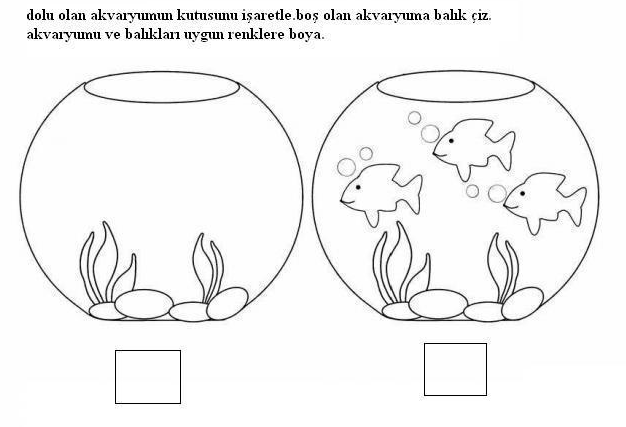 dolu olan akvaryumun kutusunu işaretle.boş olan akvaryuma balık çiz.
akvaryumu ve balıkları uygun renklere boya.